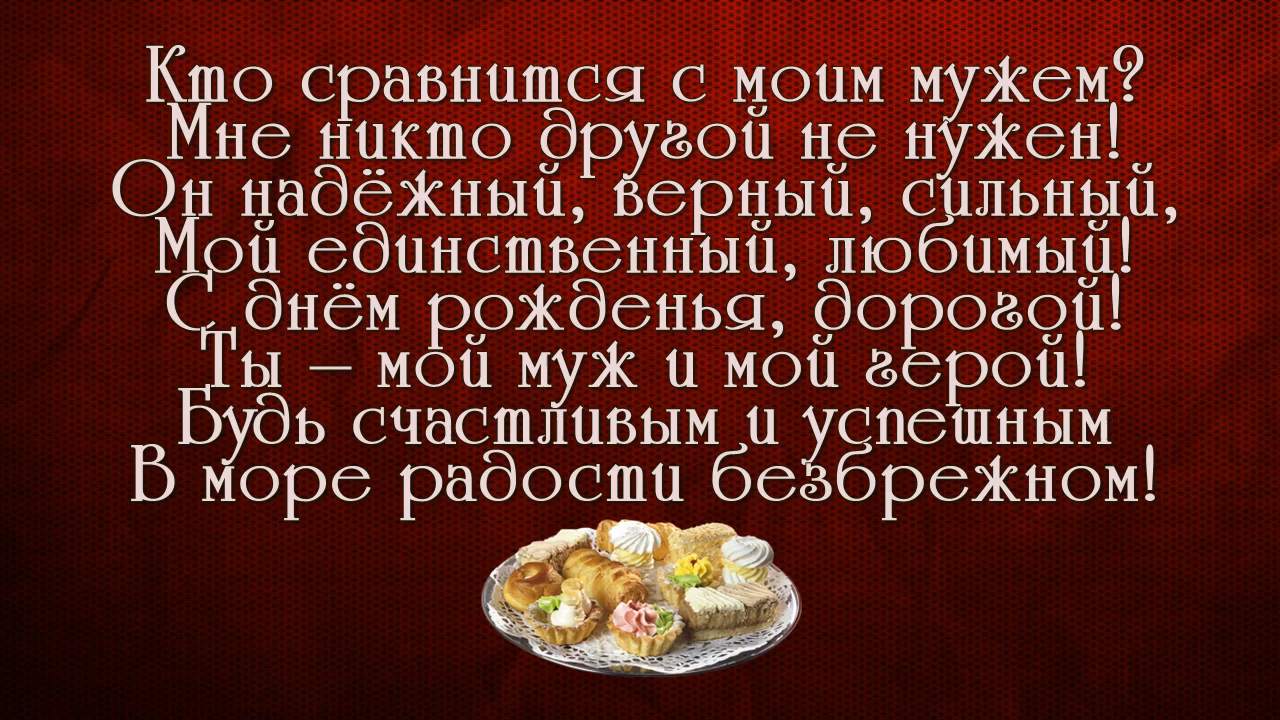 Кто сравнится с моим мужем?
Мне никто другой не нужен!
Он надёжный, верный, сильный,
Мой единственный, любимый!
С днём рожденья, дорогой!
Ты – мой муж и мой герой!
Будь счастливым и успешным
В море радости безбрежном!